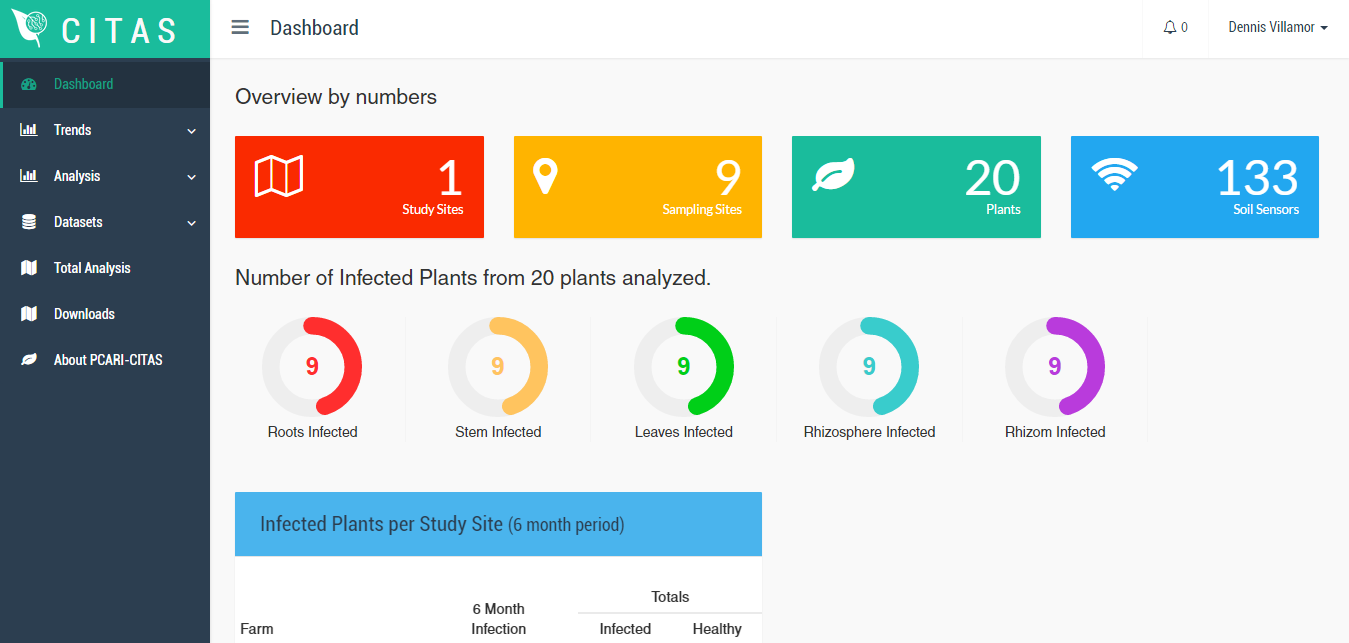 CITAS
Dashboard
0
Dennis Villamor
Dashboard
Trends
Analysis
Datasets
Total Analysis
Downloads
About PCARI-CITAS
Overview by numbers
1
Study Sites
9
Sampling Sites
20
Plants
133
Soil Sensors
Number of Infected Plants from 20 plants analyzed.
9
Roots Infected
9
Stem Infected
9
Leaves Infected
9
Rhizosphere Infected
9
Rhizom Infected
Infected Plants per Study Site (6 month period)
Totals
6 Month
Farm Infection Infected Healthy